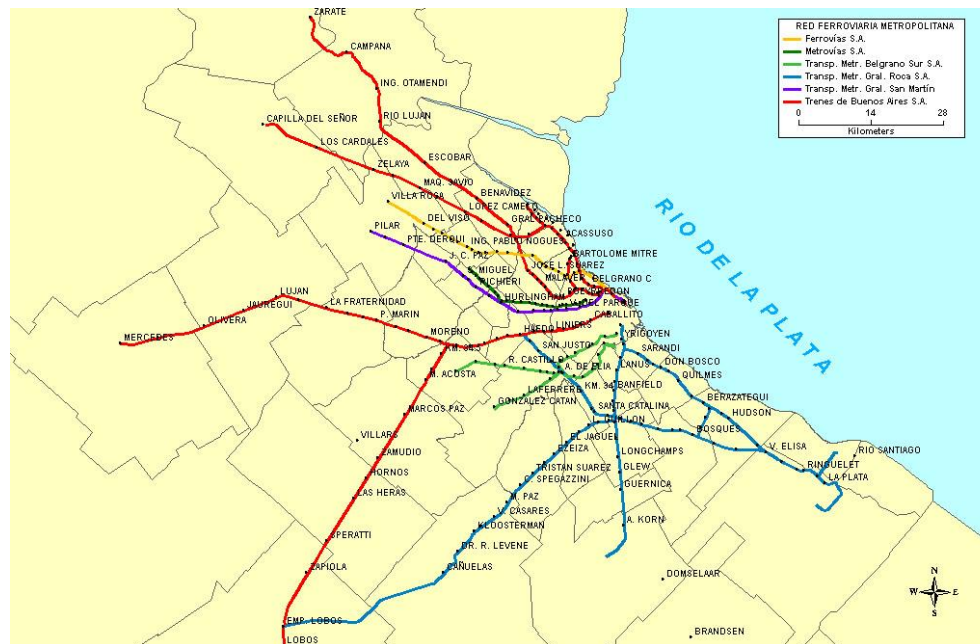 ZARATE
CAMPANA
ING. OTAMENDI
RIO LUJAN
CAPILLA DEL SEÑOR
LOS CARDALES
ESCOBAR
ZELAYA
MAQ. SAVIO
BENAVIDEZ
VILLA ROSA
LOPEZ CAMELO
DEL VISO
GRAL PACHECO
ACASSUSO
PILAR
PTE. DERQUI
ING. PABLO NOGUES
BARTOLOME MITRE
J. C. PAZ
JOSE L. SUAREZ
S. MIGUEL
MALAVER
BELGRANO C
RICHIERI
HURLINGHAM
V. DEL PARQUE
CABALLITO
LUJAN
JAUREGUI
LA FRATERNIDAD
OLIVERA
P. MARIN
MERCEDES
MORENO
HAEDO
LINIERS
YRIGOYEN
KM. 34.5
SAN JUSTO
SARANDI
R. CASTILLO
A. DE ELIA
LANUS
DON BOSCO
M. ACOSTA
QUILMES
LAFERRERE
KM. 34
BANFIELD
GONZALEZ CATAN
BERAZATEGUI
MARCOS PAZ
SANTA CATALINA
HUDSON
L. GUILLON
BOSQUES
VILLARS
EL JAGUEL
EZEIZA
V. ELISA
RIO SANTIAGO
ZAMUDIO
LONGCHAMPS
TRISTAN SUAREZ
GLEW
RINGUELET
HORNOS
C. SPEGAZZINI
GUERNICA
LA PLATA
LAS HERAS
M. PAZ
V. CASARES
A. KORN
KLOOSTERMAN
SPERATTI
DR. R. LEVENE
ZAPIOLA
CAÑUELAS
DOMSELAAR
EMP. LOBOS
BRANDSEN
LOBOS
RIO DE LA PLATA
RED FERROVIARIA METROPOLITANA
Ferrovías S.A.
Metrovías S.A.
Transp. Metr. Belgrano Sur S.A.
Transp. Metr. Gral. Roca S.A.
Transp. Metr. Gral. San Martín
Trenes de Buenos Aires S.A.
0 14 28
Kilometers
N
W E
S